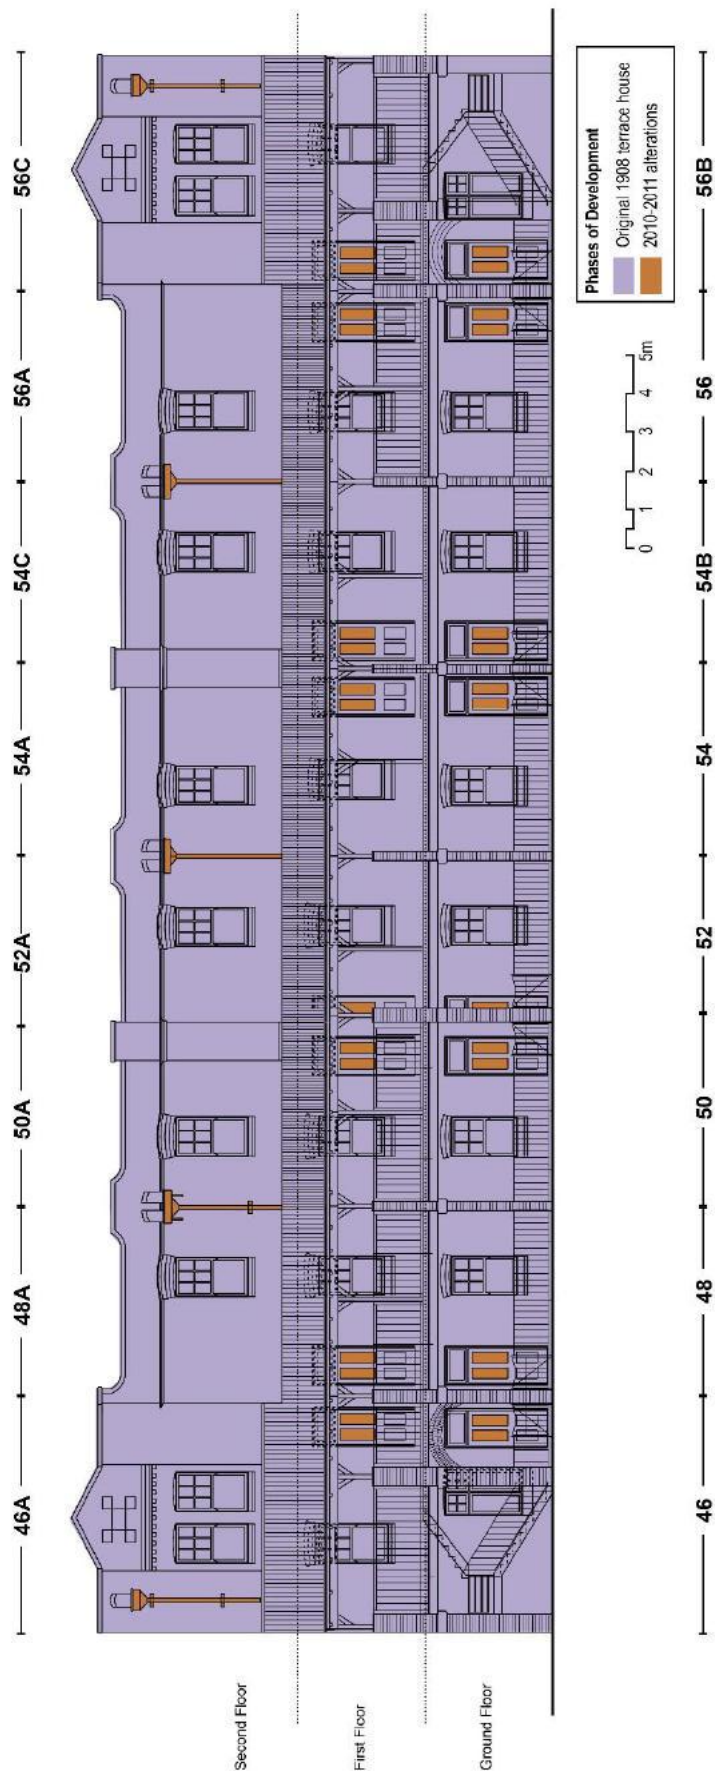 46A
48A
50A
52A
54A
54C
56A
56C
Second Floor
First Floor
Ground Floor
46
48
50
52
54
54B
56
56B
0 1 2 3 4 5m
Phases of Development
Original 1908 terrace house
2010-2011 alterations